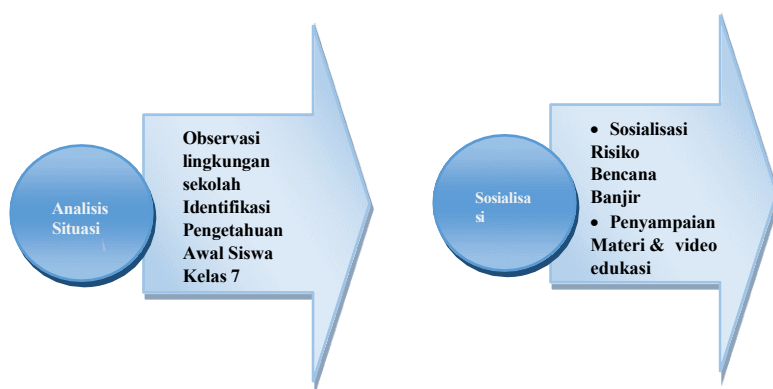 Analisis
Situasi
Observasi
lingkungan
sekolah
Identifikasi
Pengetahuan
Awal Siswa
Kelas 7
Sosialisa
si
• Sosialisasi
Risiko
Bencana
Banjir
• Penyampaian
Materi & video
edukasi